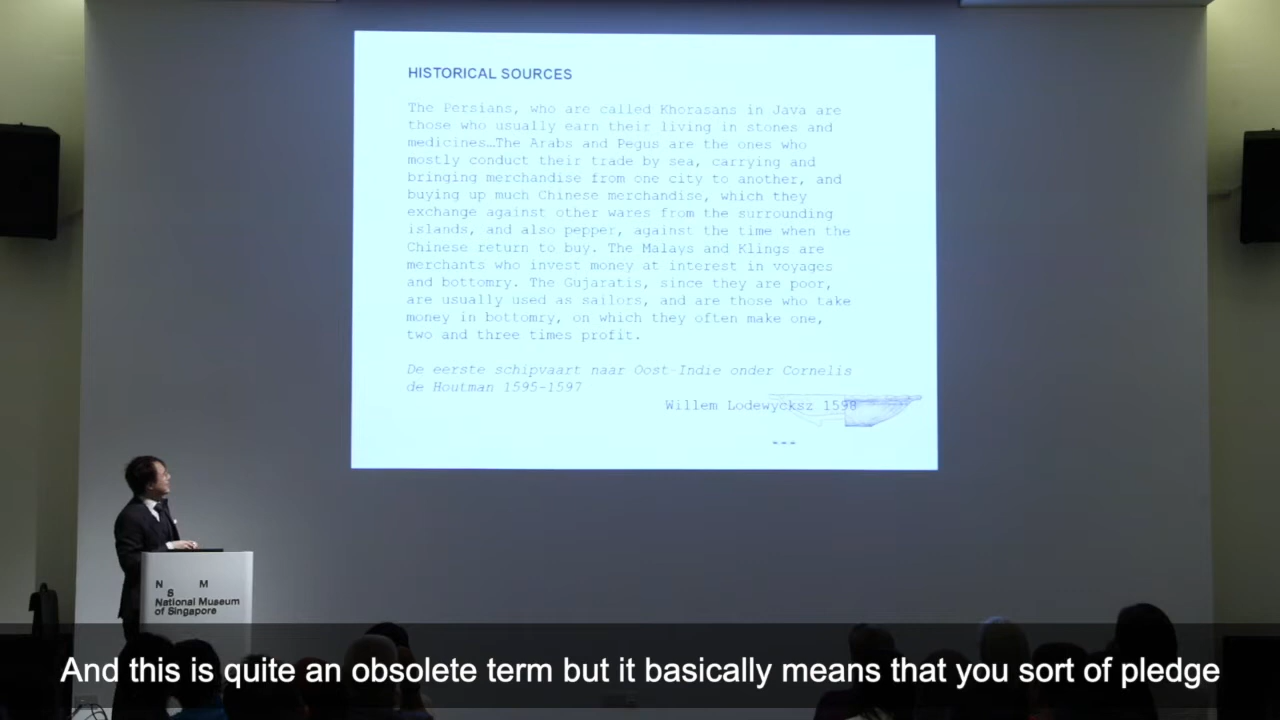 HISTORICAL SOURCES
The Persians, who are called Khorasans in Java are
those who usually earn their living in stones and
medicines…The Arabs and Pegus are the ones who
mostly conduct their trade by sea, carrying and
bringing merchandise from one city to another, and
buying up much Chinese merchandise, which they
exchange against other wares from the surrounding
islands, and also pepper, against the time when the
Chinese return to buy. The Malays and Klings are
merchants who invest money at interest in voyages
and bottomry. The Gujaratis, since they are poor,
are usually used as sailors, and are those who take
money in bottomry, on which they often make one,
two and three times profit.
De eerste schipvaart naar Oost-Indie onder Cornelis
de Houtman 1595-1597
Willem Lodewycksz 1598
N M
S
National Museum
of Singapore
And this is quite an obsolete term but it basically means that you sort of pledge